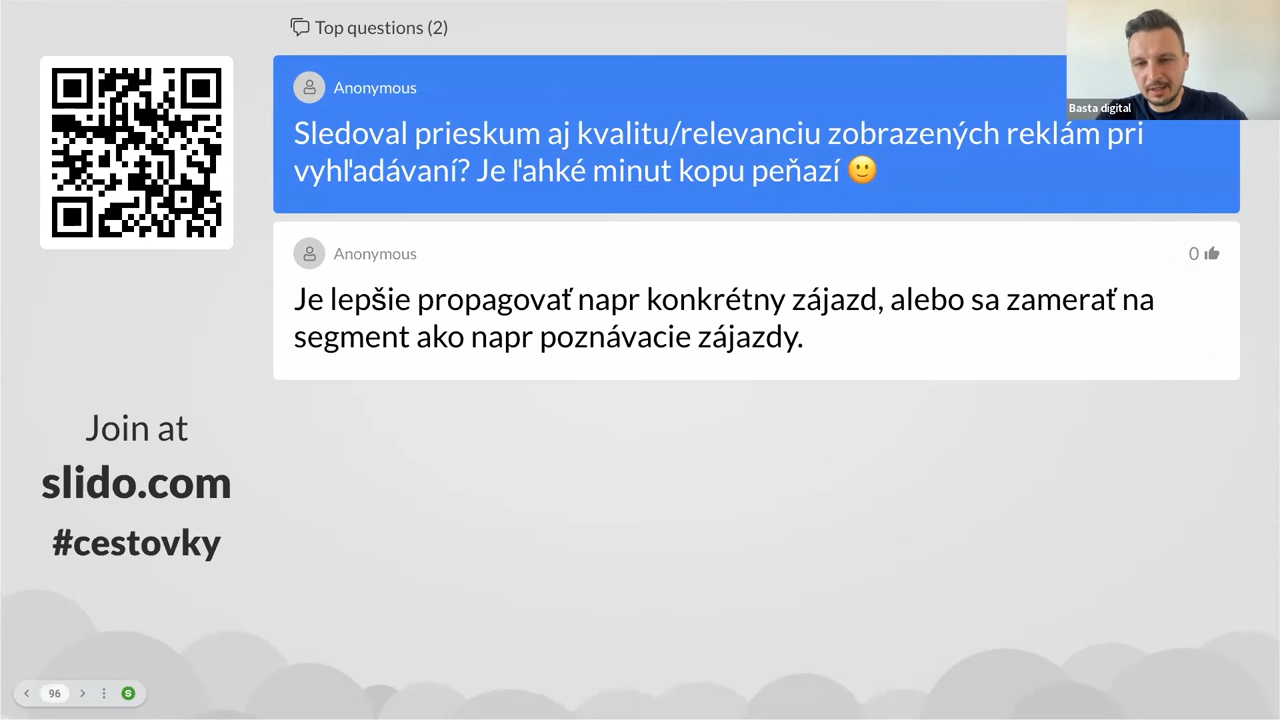 Top questions (2)
Anonymous
Basta digital
Sledoval prieskum aj kvalitu/relevanciu zobrazených reklám pri
vyhľadávaní? Je ľahké minut kopu peňazí 🙂
Anonymous
0
Je lepšie propagovať napr konkrétny zájazd, alebo sa zamerať na
segment ako napr poznávacie zájazdy.
Join at
slido.com
#cestovky
96
S